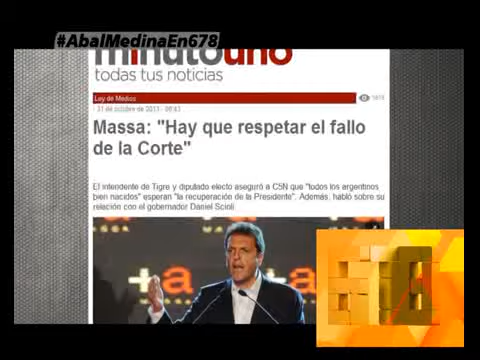 #AbalMedinaEn678
minutouno
todas tus noticias
Ley de Medios
31 de octubre de 2013 - 09:43
Massa: "Hay que respetar el fallo
de la Corte"
El intendente de Tigre y diputado electo aseguró a C5N que "todos los argentinos
bien nacidos" esperan "la recuperación de la Presidente". Además, habló sobre su
relación con el gobernador Daniel Scioli.
+a
+a
MASSA